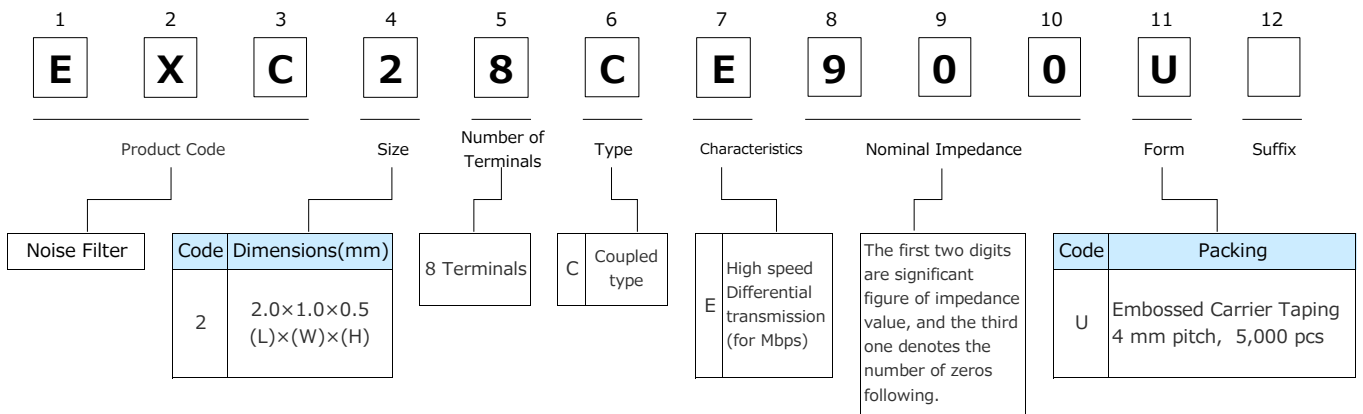 1 2 3 4 5 6 7 8 9 10 11 12
E X C 2 8 C E 9 0 0 U
Product Code
Size
Number of
Terminals
Type
Characteristics
Nominal Impedance
Form
Suffix
Noise Filter
Code Dimensions(mm)
2
2.0×1.0×0.5
(L)×(W)×(H)
8 Terminals
C
Coupled
type
E
High speed
Differential
transmission
(for Mbps)
The first two digits
are significant
figure of impedance
value, and the third
one denotes the
number of zeros
following.
Code Packing
U
Embossed Carrier Taping
4 mm pitch, 5,000 pcs